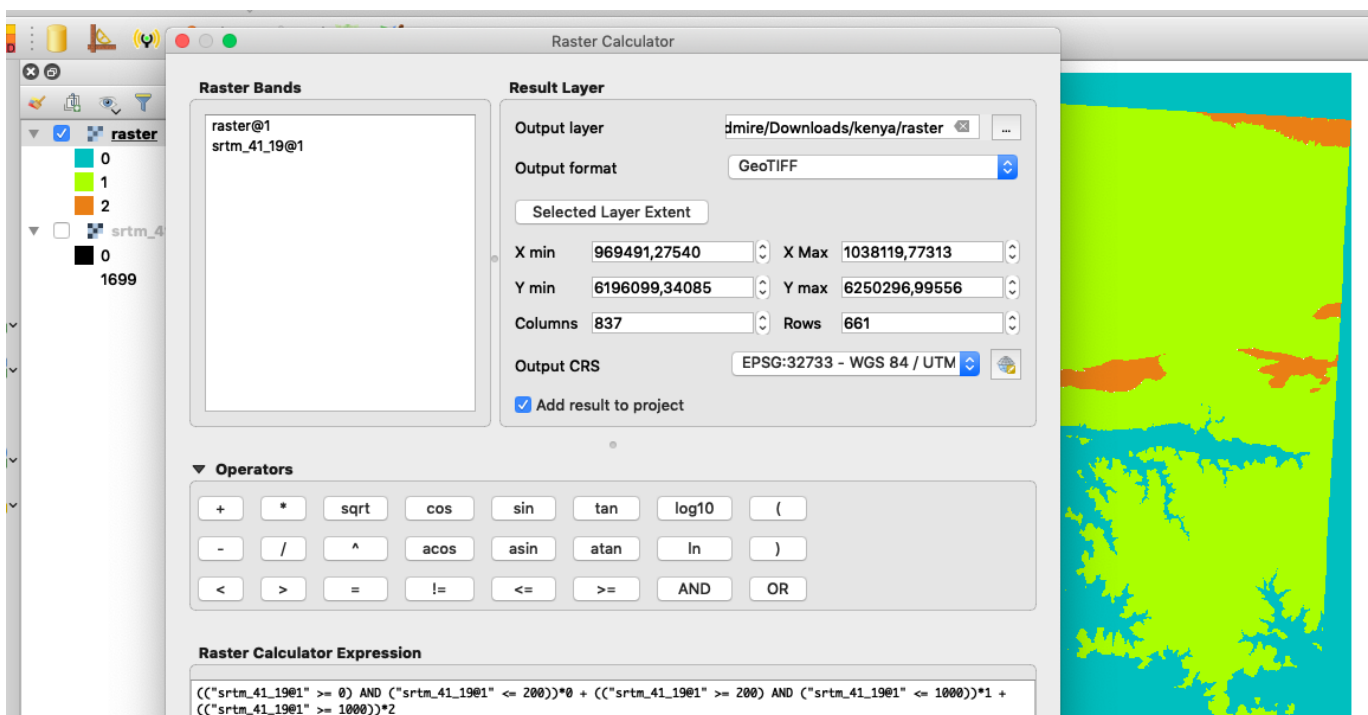 Raster Calculator
raster
0
1
2
srtm_4
0
1699
Raster Bands
raster@1
srtm_41_19@1
Result Layer
Output layer dmire/Downloads/kenya/raster ...
Output format GeoTIFF
Selected Layer Extent
X min 969491,27540 X Max 1038119,77313
Y min 6196099,34085 Y max 6250296,99556
Columns 837 Rows 661
Output CRS EPSG:32733 - WGS 84 / UTM
Add result to project
Operators
+ * sqrt cos sin tan log10 (
- / ^ acos asin atan ln )
< > = != <= >= AND OR
Raster Calculator Expression
(("srtm_41_19@1" >= 0) AND ("srtm_41_19@1" <= 200))*0 + (("srtm_41_19@1" >= 200) AND ("srtm_41_19@1" <= 1000))*1 +
(("srtm_41_19@1" >= 1000))*2